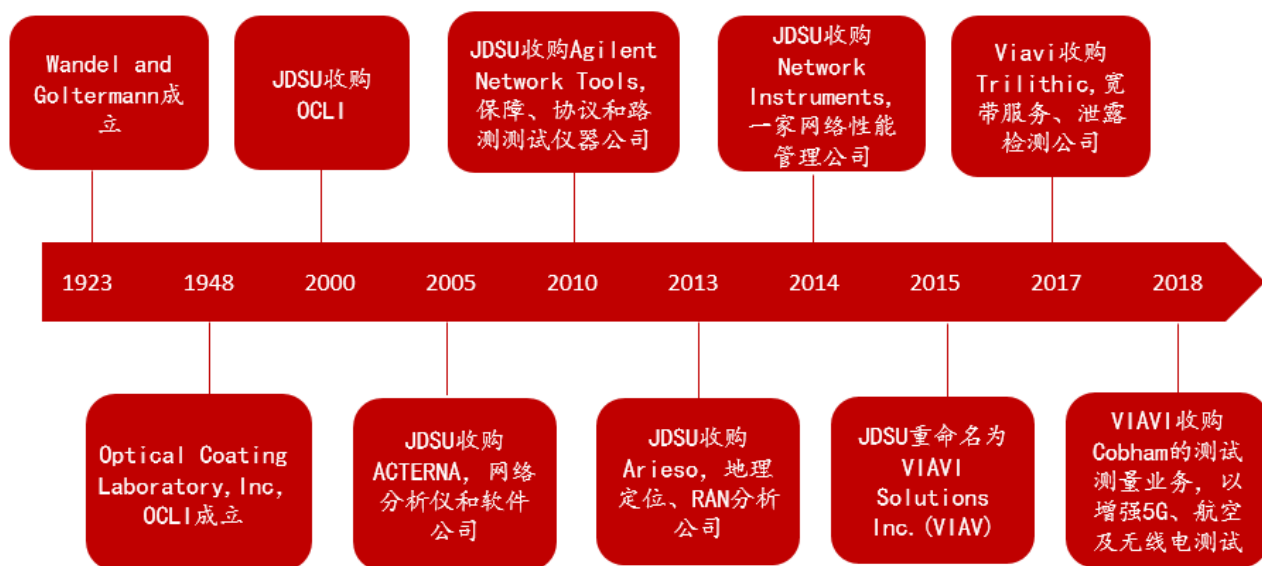 Wandel and
Goltermann成
立
JDSU收购
OCLI
JDSU收购Agilent
Network Tools,
保障、协议和路
测测试仪器公司
JDSU收购
Network
Instruments,
一家网络性能
管理公司
Viavi收购
Trilithic,宽
带服务、泄露
检测公司
1923
1948
2000
2005
2010
2013
2014
2015
2017
2018
Optical Coating
Laboratory,Inc,
OCLI成立
JDSU收购
ACTERNA, 网络
分析仪和软件
公司
JDSU收购
Arieso, 地理
定位、RAN分析
公司
JDSU重命名为
VIAVI
Solutions
Inc.(VIAV)
VIAVI收购
Cobham的测试
测量业务, 以
增强5G、航空
及无线电测试